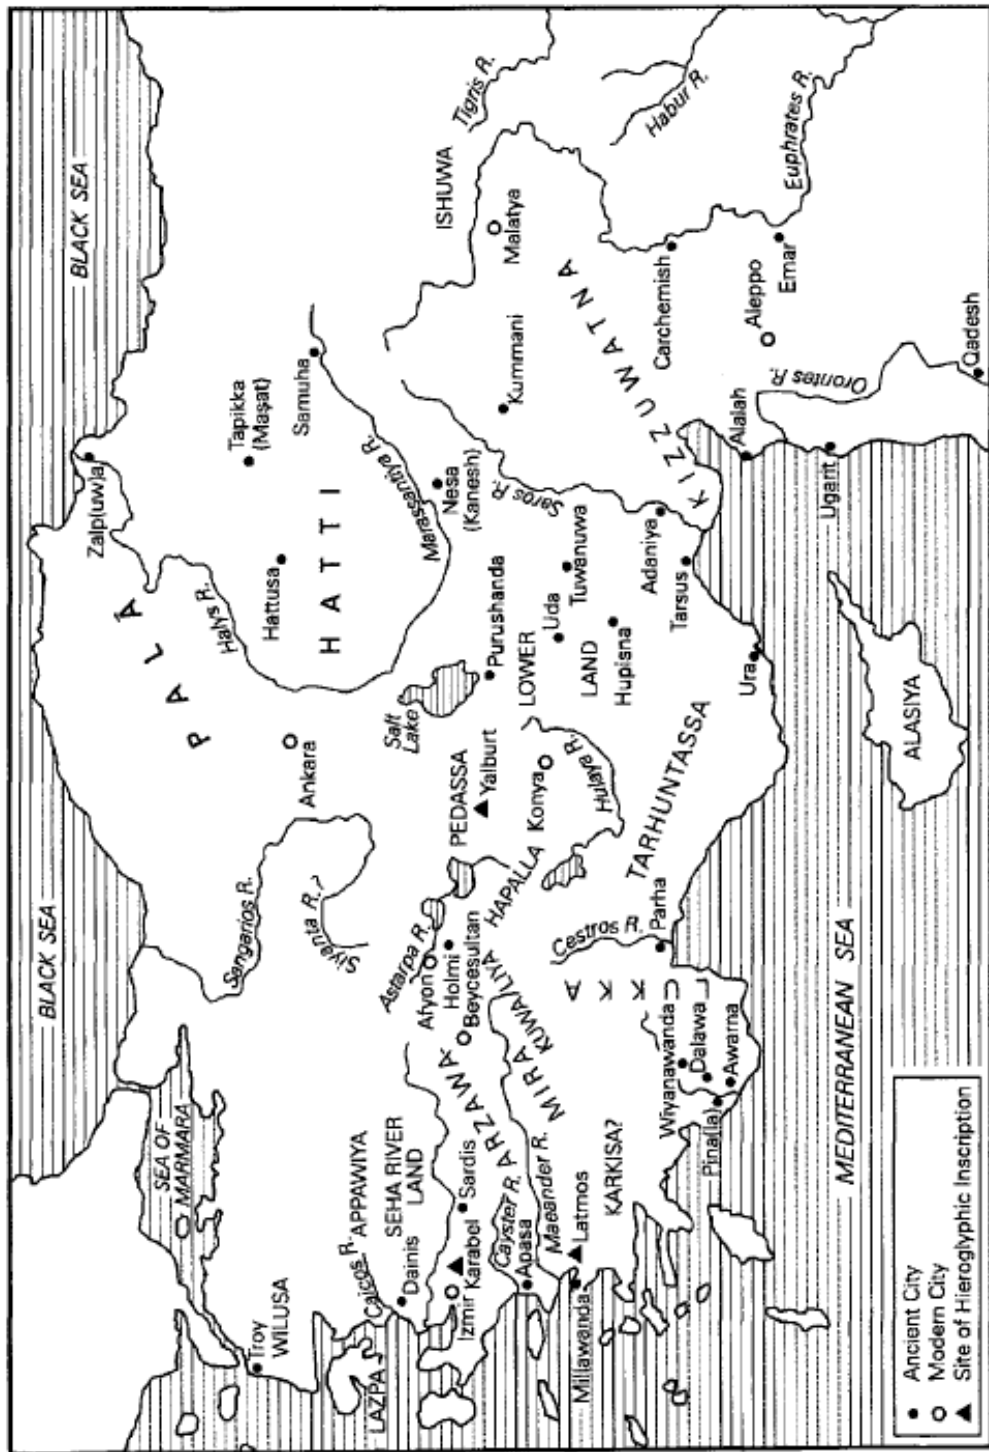 BLACK SEA
BLACK SEA
SEA OF
MARMARA
PALA
Zalp(uw)a
Halys R.
Tapikka
(Maşat)
Hattusa
Samuha
HATTI
Marassantiya R.
Nesa
(Kanesh)
Ankara
Sangarios R.
Siyanta R.
Salt
Lake
Troy
WILUSA
LAZPA
Caicos R.
APPAWIYA
SEHA RIVER
LAND
Dainis
Izmir
Karabel
Sardis
Cayster R.
ARZAWA
Apasa
Maeander R.
MIRA
KUWALIYA
Astarpa R.
Afyon
Holmi
Beycesultan
PEDASSA
Yalburt
HAPALLA
Konya
Hulaya R.
Purushanda
LOWER
LAND
Uda
Tuwanuwa
Hupisna
Saros R.
Kummani
ISHUWA
Malatya
Tigris R.
Habur R.
Euphrates R.
KIZZUWATNA
Carchemish
Aleppo
Emar
Adaniya
Tarsus
Ura
TARHUNTASSA
Cestros R.
Parha
LUKKA
Millawanda
Latmos
KARKISA?
Wiyanawanda
Dalawa
Pina(la)
Awarna
Alalah
Orontes R.
Ugarit
Qadesh
ALASIYA
MEDITERRANEAN SEA
Ancient City
Modern City
Site of Hieroglyphic Inscription